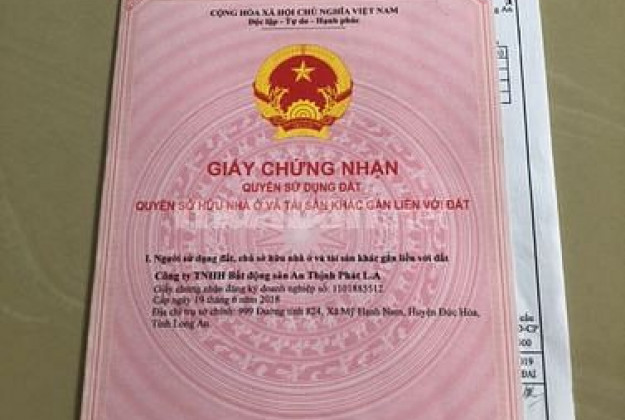 CỘNG HÒA XÃ HỘI CHỦ NGHĨA VIỆT NAM
Độc lập - Tự do - Hạnh phúc
GIẤY CHỨNG NHẬN
QUYỀN SỬ DỤNG ĐẤT
QUYỀN SỞ HỮU NHÀ Ở VÀ TÀI SẢN KHÁC GẮN LIỀN VỚI ĐẤT
I. Người sử dụng đất, chủ sở hữu nhà ở và tài sản khác gắn liền với đất
Công ty TNHH Bất động sản An Thịnh Phát L.A
Giấy chứng nhận đăng ký doanh nghiệp số: 1101885512
Cấp ngày 19 tháng 6 năm 2018
Địa chỉ trụ sở chính: 999 Đường tỉnh 824, Xã Mỹ Hạnh Nam, Huyện Đức Hòa,
Tỉnh Long An